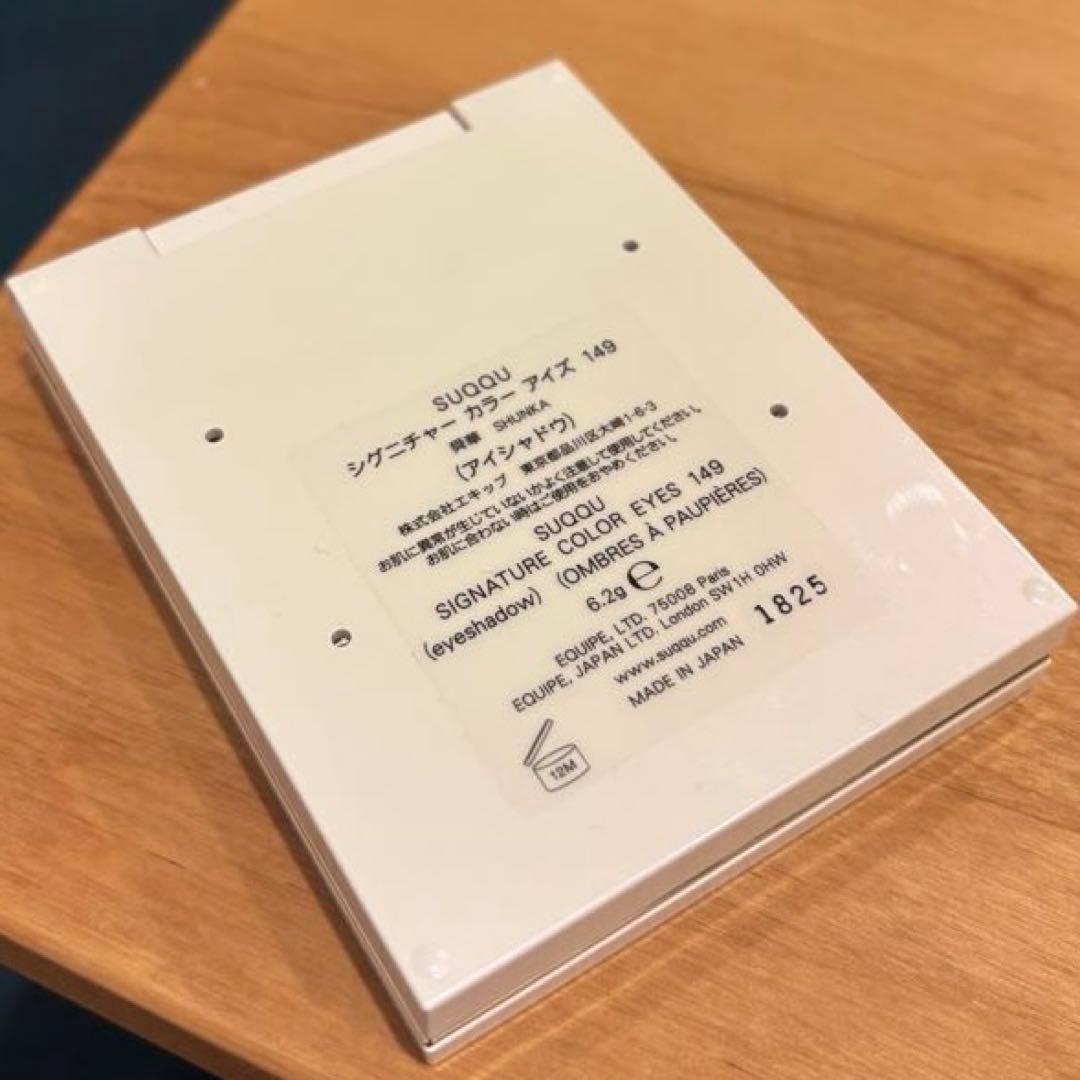 SUQQU
シグニチャー カラー アイズ 149
SHUNKA
(アイシャドウ)
株式会社エキップ 東京都品川区大崎1-6-3
お肌に異常が生じていないかよく注意して使用してください。
お肌に合わない時はご使用をおやめください。
SUQQU
SIGNATURE COLOR EYES 149
(eyeshadow) (OMBRES À PAUPIÈRES)
6.2g ℮
EQUIPE, LTD. 75008 Paris
EQUIPE, JAPAN LTD. London SW1H 0HW
www.suqqu.com
MADE IN JAPAN 1825
12M